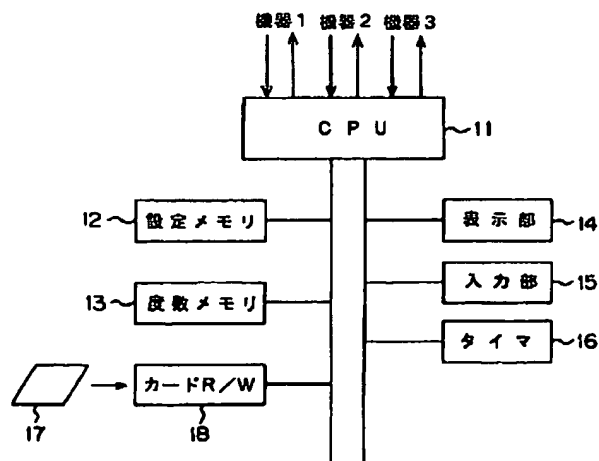 機器1 機器2 機器3
CPU
11
12 設定メモリ
表示部 14
入力部 15
13 度数メモリ
タイマ 16
カードR/W
17
18